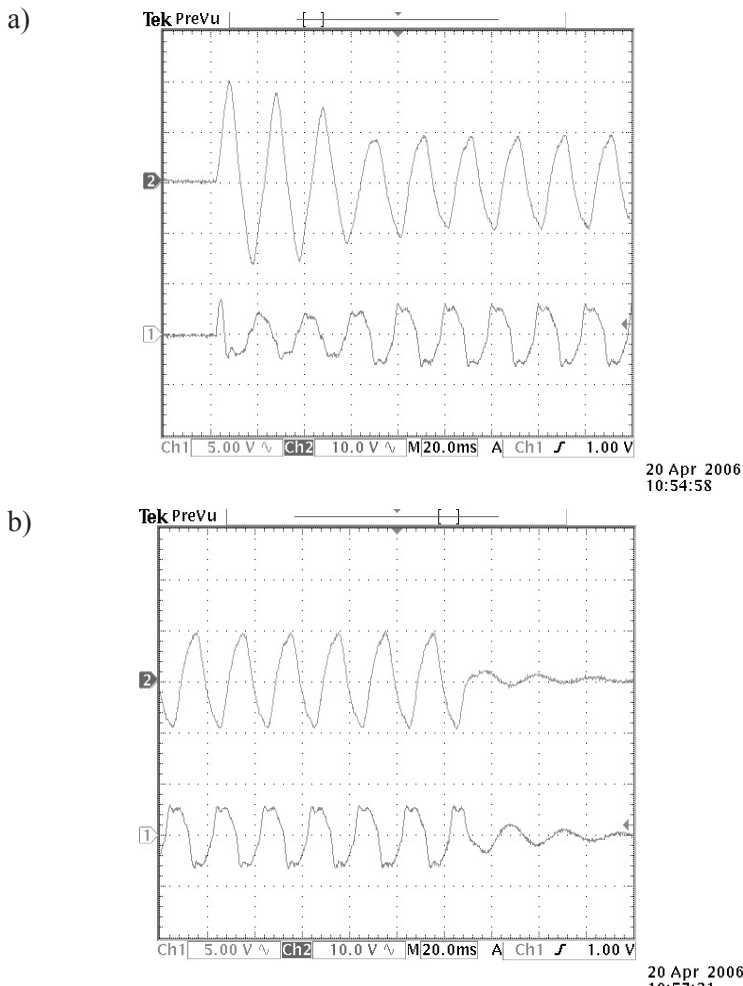 a)
Tek PreVu
2
1
Ch1 5.00 V ∿ Ch2 10.0 V ∿ M 20.0ms A Ch1 ƒ 1.00 V
20 Apr 2006
10:54:58
b)
Tek PreVu
2
1
Ch1 5.00 V ∿ Ch2 10.0 V ∿ M 20.0ms A Ch1 ƒ 1.00 V
20 Apr 2006